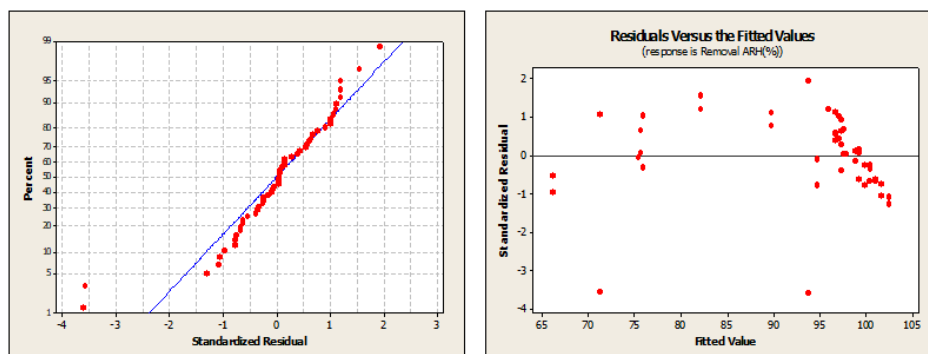 99
95
90
80
70
60
50
40
30
20
10
5
1
Percent
-4 -3 -2 -1 0 1 2 3
Standardized Residual
Residuals Versus the Fitted Values
(response is Removal ARH(%))
2
1
0
-1
-2
-3
-4
Standardized Residual
65 70 75 80 85 90 95 100 105
Fitted Value